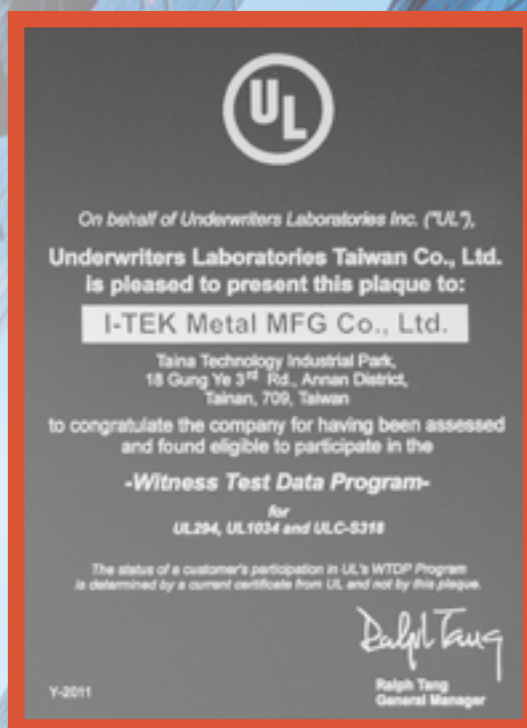 UL
On behalf of Underwriters Laboratories Inc. ("UL"),
Underwriters Laboratories Taiwan Co., Ltd.
is pleased to present this plaque to:
I-TEK Metal MFG Co., Ltd.
Taina Technology Industrial Park,
18 Gung Ye 3rd Rd., Annan District,
Tainan, 709, Taiwan
to congratulate the company for having been assessed
and found eligible to participate in the
-Witness Test Data Program-
for
UL294, UL1034 and ULC-S318
The status of a customer's participation in UL's WTDP Program
is determined by a current certificate from UL and not by this plaque.
Ralph Tang
Ralph Tang
General Manager
Y-2011